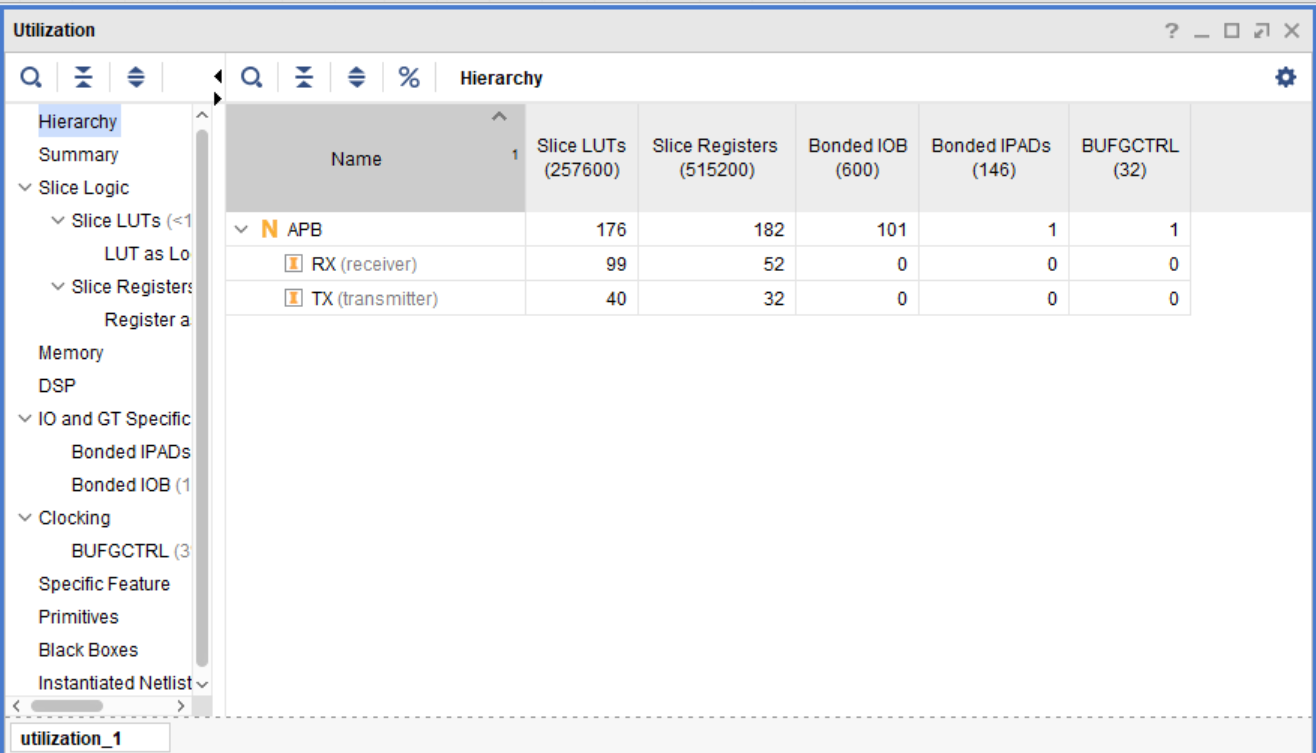 Utilization
Hierarchy
Summary
Slice Logic
Slice LUTs (<1
LUT as Lo
Slice Registers
Register a
Memory
DSP
IO and GT Specific
Bonded IPADs
Bonded IOB (1
Clocking
BUFGCTRL (3
Specific Feature
Primitives
Black Boxes
Instantiated Netlist
% Hierarchy
Name 1 Slice LUTs (257600) Slice Registers (515200) Bonded IOB (600) Bonded IPADs (146) BUFGCTRL (32)
N APB 176 182 101 1 1
I RX (receiver) 99 52 0 0 0
I TX (transmitter) 40 32 0 0 0
utilization_1